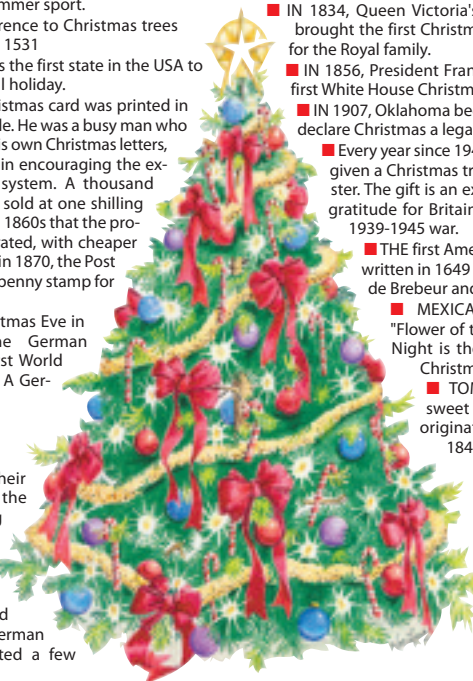 mmer sport.
erence to Christmas trees
1531
s the first state in the USA to
l holiday.
istmas card was printed in
le. He was a busy man who
is own Christmas letters,
in encouraging the ex-
system. A thousand
sold at one shilling
1860s that the pro-
ated, with cheaper
in 1870, the Post
penny stamp for
tmas Eve in
he German
st World
A Ger-
heir
the
g
d
erman
ted a few
■ IN 1834, Queen Victoria's
brought the first Christm
for the Royal family.
■ IN 1856, President Fran
first White House Christm
■ IN 1907, Oklahoma be
declare Christmas a lega
■ Every year since 194
given a Christmas tr
ster. The gift is an ex
gratitude for Britain
1939-1945 war.
■ THE first Ame
written in 1649
de Brebeur and
■ MEXICA
"Flower of t
Night is the
Christm
■ TOM
sweet
originat
184